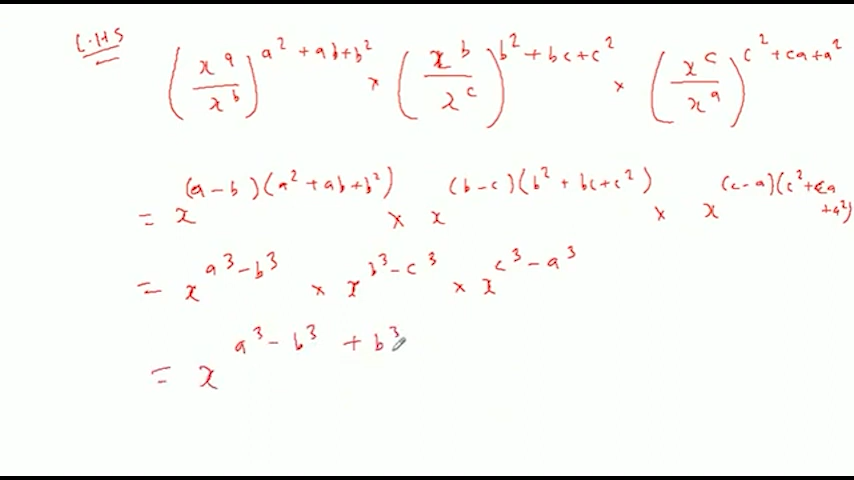 L.H.S
(x^a / x^b)^{a² + ab + b²} × (x^b / x^c)^{b² + bc + c²} × (x^c / x^a)^{c² + ca + a²}
= x^{(a - b)(a² + ab + b²)} × x^{(b - c)(b² + bc + c²)} × x^{(c - a)(c² + ca + a²)}
= x^{a³ - b³} × x^{b³ - c³} × x^{c³ - a³}
= x^{a³ - b³ + b³}